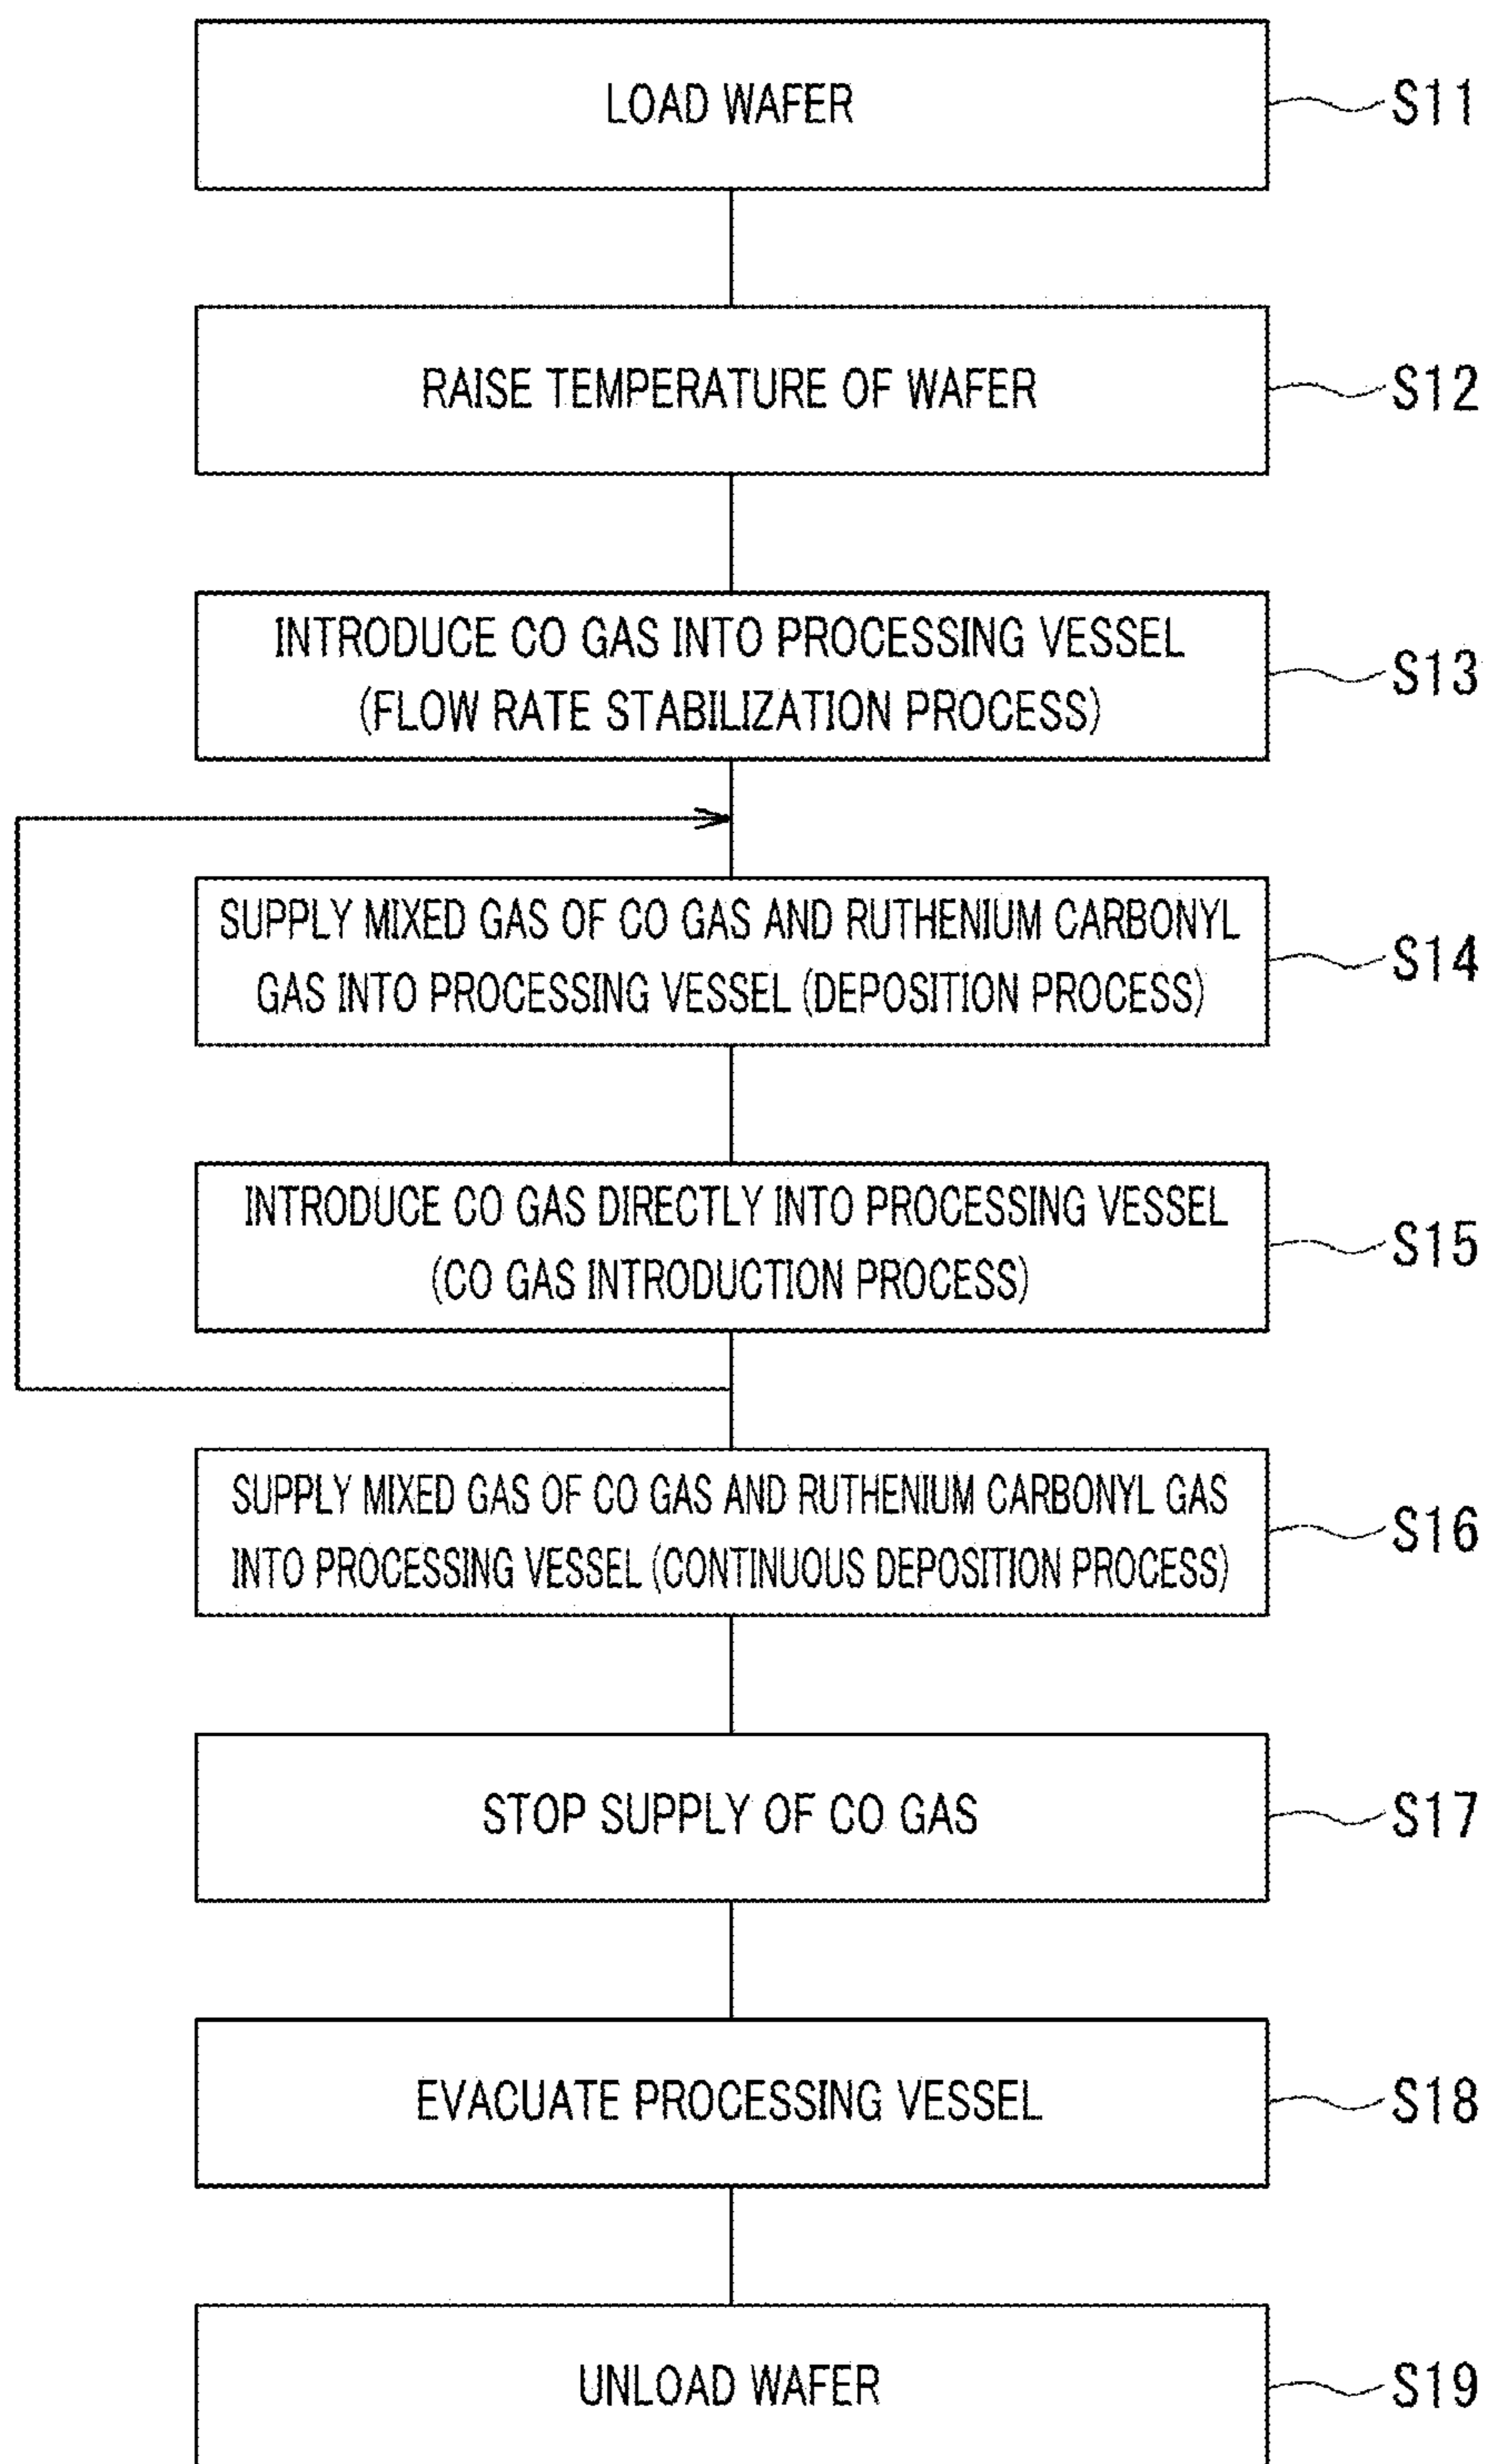 LOAD WAFER
S11
RAISE TEMPERATURE OF WAFER
S12
INTRODUCE CO GAS INTO PROCESSING VESSEL
(FLOW RATE STABILIZATION PROCESS)
S13
SUPPLY MIXED GAS OF CO GAS AND RUTHENIUM CARBONYL
GAS INTO PROCESSING VESSEL (DEPOSITION PROCESS)
S14
INTRODUCE CO GAS DIRECTLY INTO PROCESSING VESSEL
(CO GAS INTRODUCTION PROCESS)
S15
SUPPLY MIXED GAS OF CO GAS AND RUTHENIUM CARBONYL GAS
INTO PROCESSING VESSEL (CONTINUOUS DEPOSITION PROCESS)
S16
STOP SUPPLY OF CO GAS
S17
EVACUATE PROCESSING VESSEL
S18
UNLOAD WAFER
S19